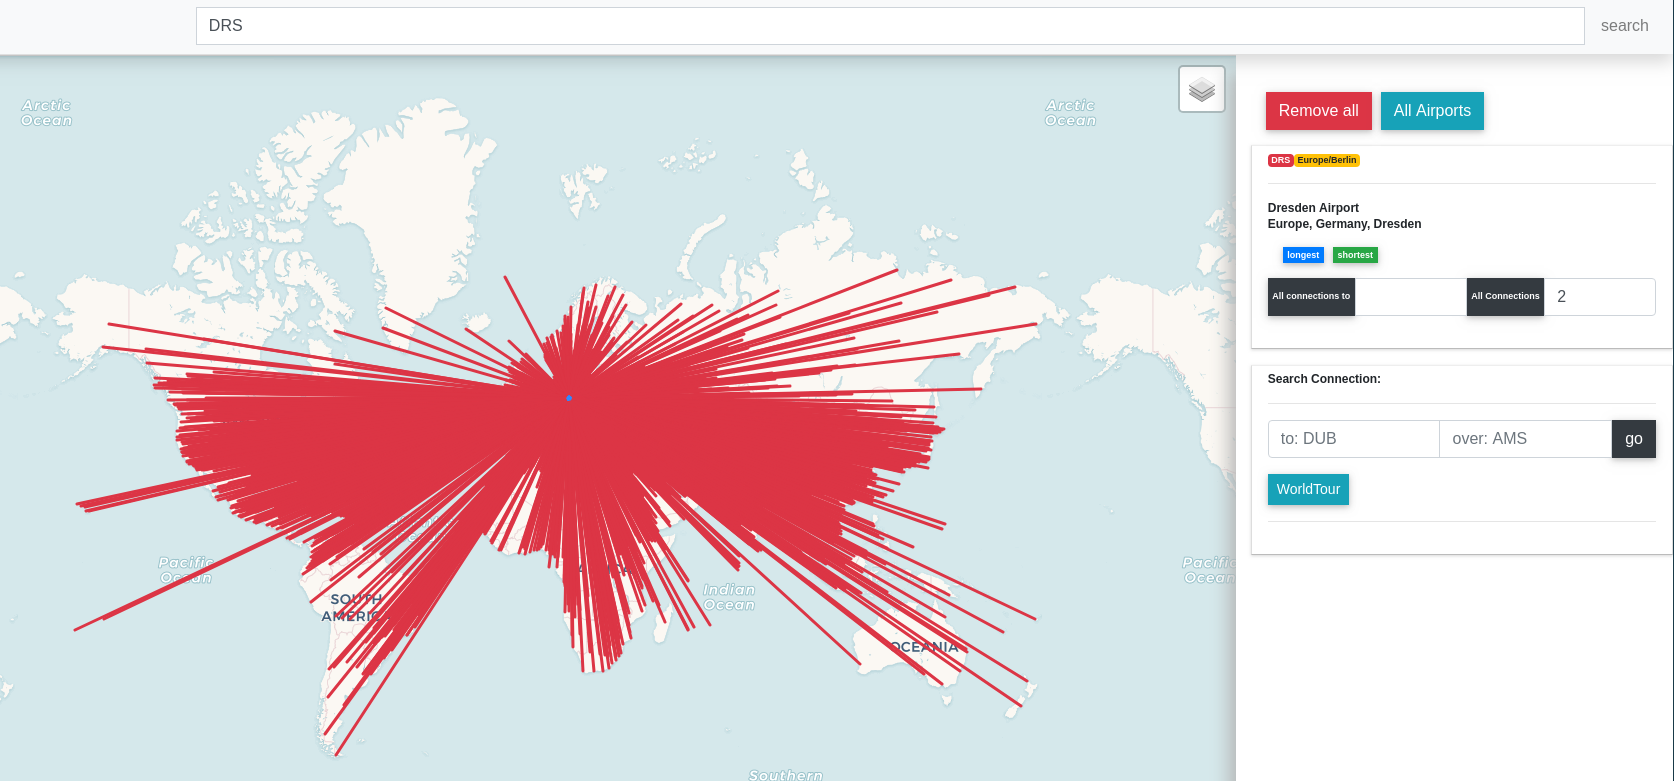 DRS
search
Arctic
Ocean
Arctic
Ocean
Remove all
All Airports
DRS Europe/Berlin
Dresden Airport
Europe, Germany, Dresden
longest
shortest
All connections to
All Connections
2
Search Connection:
to: DUB
over: AMS
go
WorldTour
Pacific
Ocean
SOUTH
Indian
Ocean
Pacific
Ocean
OCEANIA
Southern